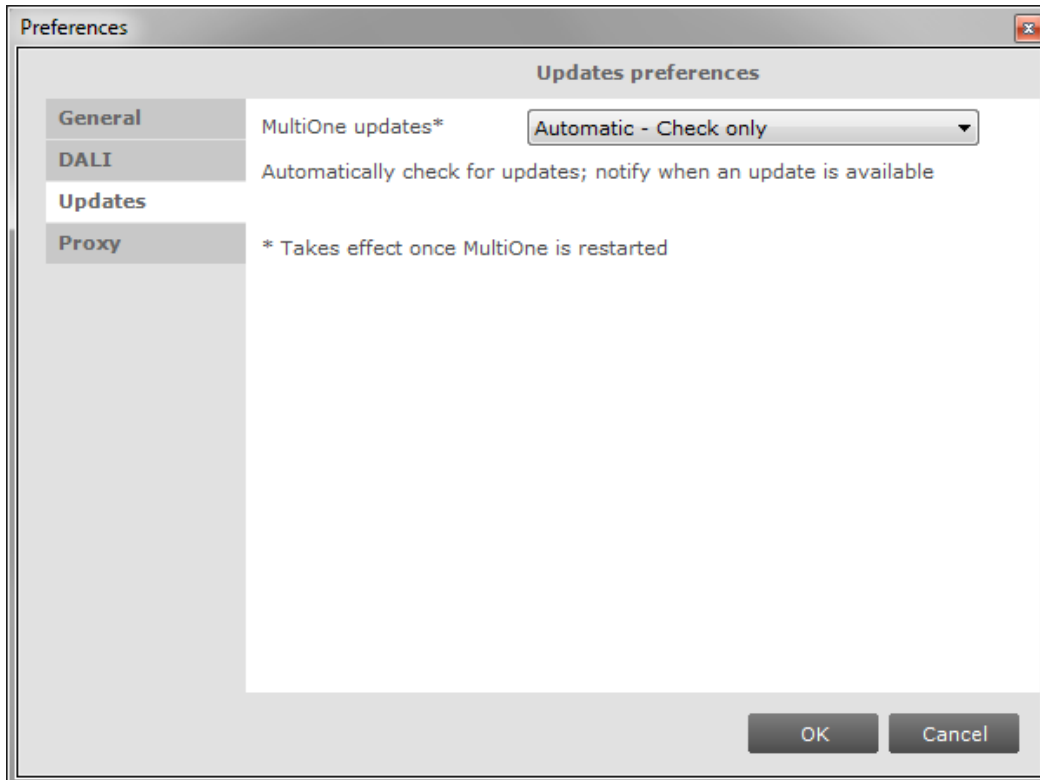 Preferences
Updates preferences
General
DALI
Updates
Proxy
MultiOne updates*
Automatic - Check only
Automatically check for updates; notify when an update is available
* Takes effect once MultiOne is restarted
OK
Cancel